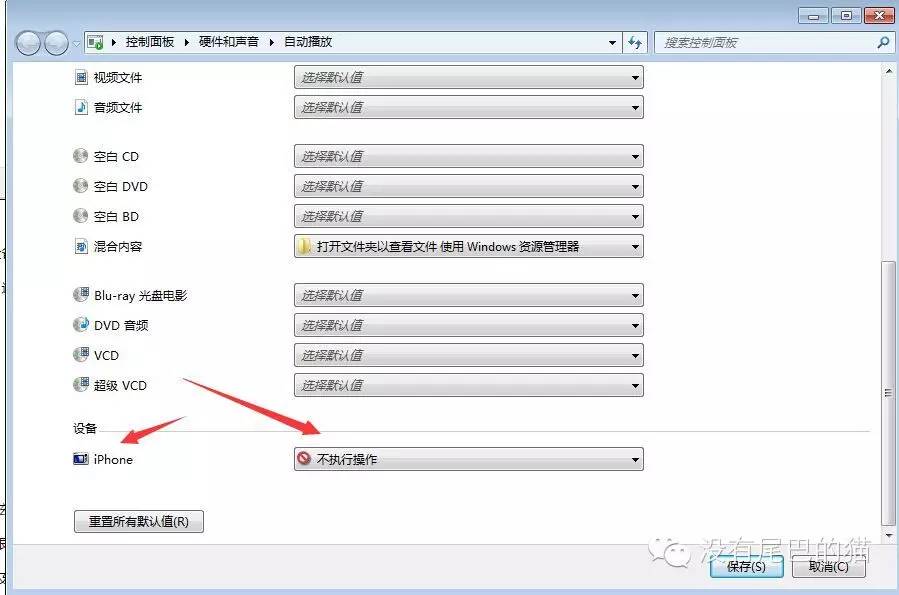 控制面板 ▸ 硬件和声音 ▸ 自动播放
搜索控制面板
视频文件 选择默认值
音频文件 选择默认值
空白 CD 选择默认值
空白 DVD 选择默认值
空白 BD 选择默认值
混合内容 打开文件夹以查看文件 使用 Windows 资源管理器
Blu-ray 光盘电影 选择默认值
DVD 音频 选择默认值
VCD 选择默认值
超级 VCD 选择默认值
设备
iPhone 不执行操作
重置所有默认值(R)
没有尾巴的猫
保存(S) 取消(C)